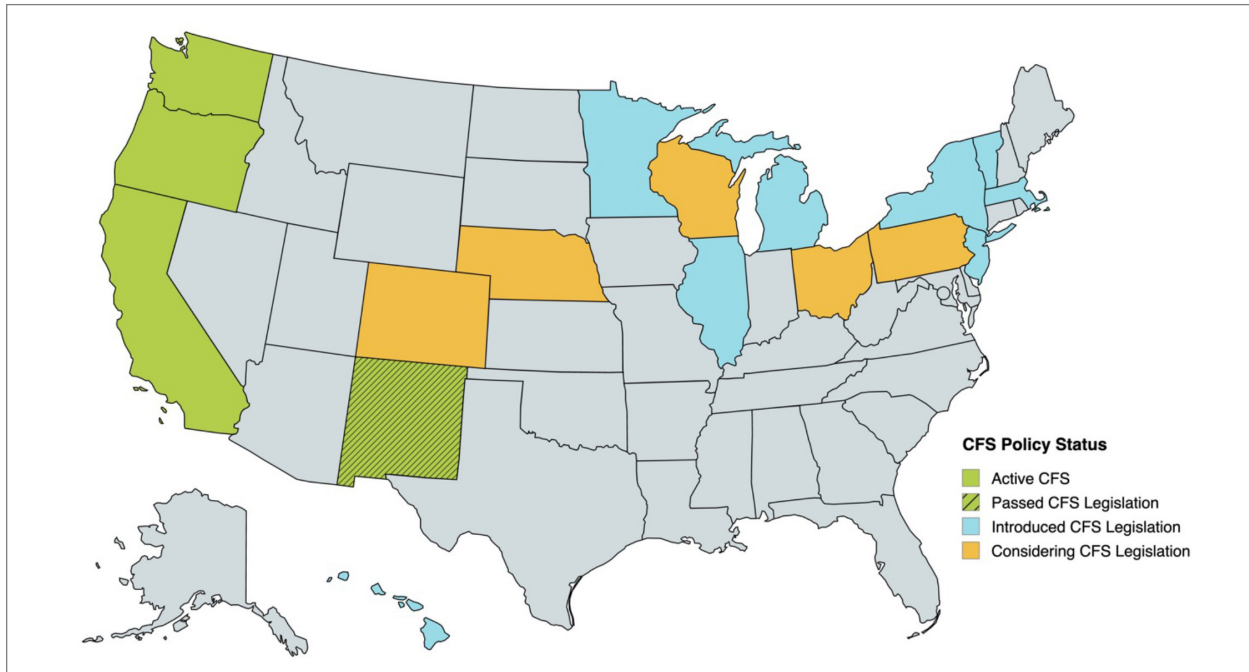 CFS Policy Status
Active CFS
Passed CFS Legislation
Introduced CFS Legislation
Considering CFS Legislation